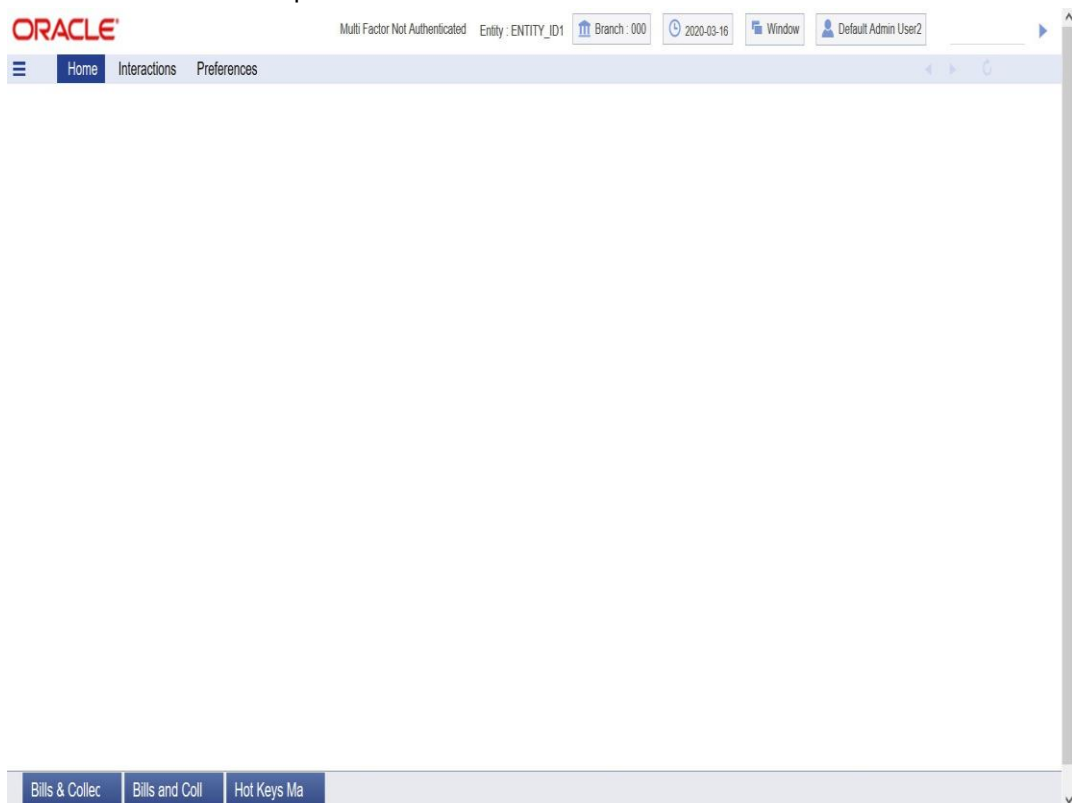 ORACLE
Multi Factor Not Authenticated Entity : ENTITY_ID1 Branch : 000 2020-03-16 Window Default Admin User2
Home Interactions Preferences
Bills & Collec Bills and Coll Hot Keys Ma